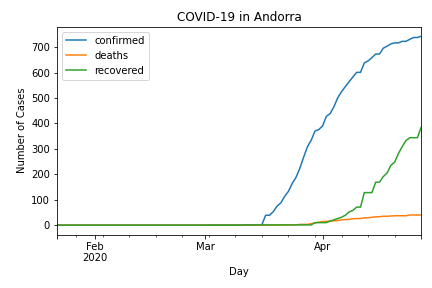 COVID-19 in Andorra
confirmed
deaths
recovered
Number of Cases
700
600
500
400
300
200
100
0
Feb
2020
Mar
Apr
Day